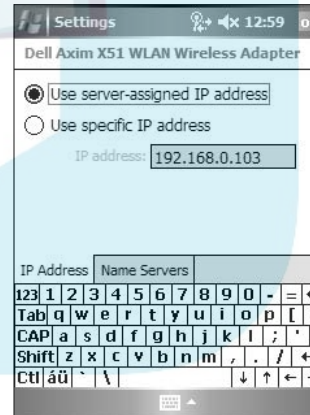 Settings 12:59 o
Dell Axim X51 WLAN Wireless Adapter
Use server-assigned IP address
Use specific IP address
IP address: 192.168.0.103
IP Address Name Servers
123 1 2 3 4 5 6 7 8 9 0 - = ←
Tab q w e r t y u i o p [
CAP a s d f g h j k l ; '
Shift z x c v b n m , . / ←
Ctl áü ` \ ↓ ↑ ← →